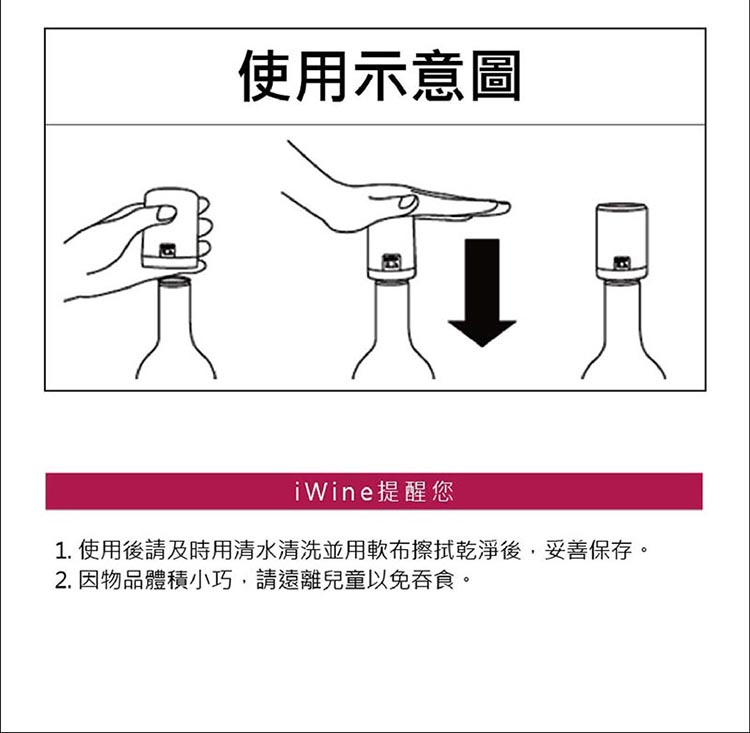 使用示意圖
iWine提醒您
1. 使用後請及時用清水清洗並用軟布擦拭乾淨後，妥善保存。
2. 因物品體積小巧，請遠離兒童以免吞食。